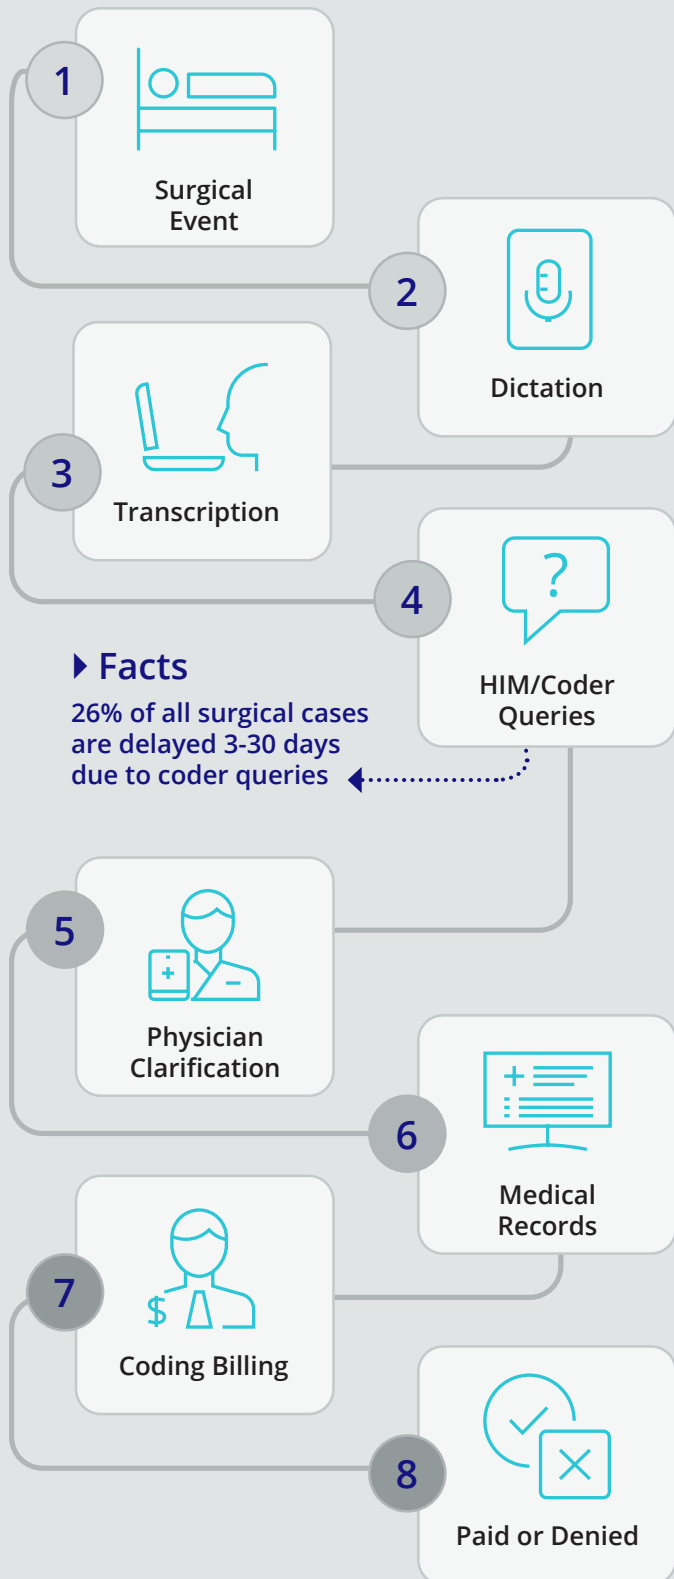 1
Surgical
Event
2
Dictation
3
Transcription
4
?
HIM/Coder
Queries
Facts
26% of all surgical cases
are delayed 3-30 days
due to coder queries
5
Physician
Clarification
6
Medical
Records
7
$
Coding Billing
8
Paid or Denied